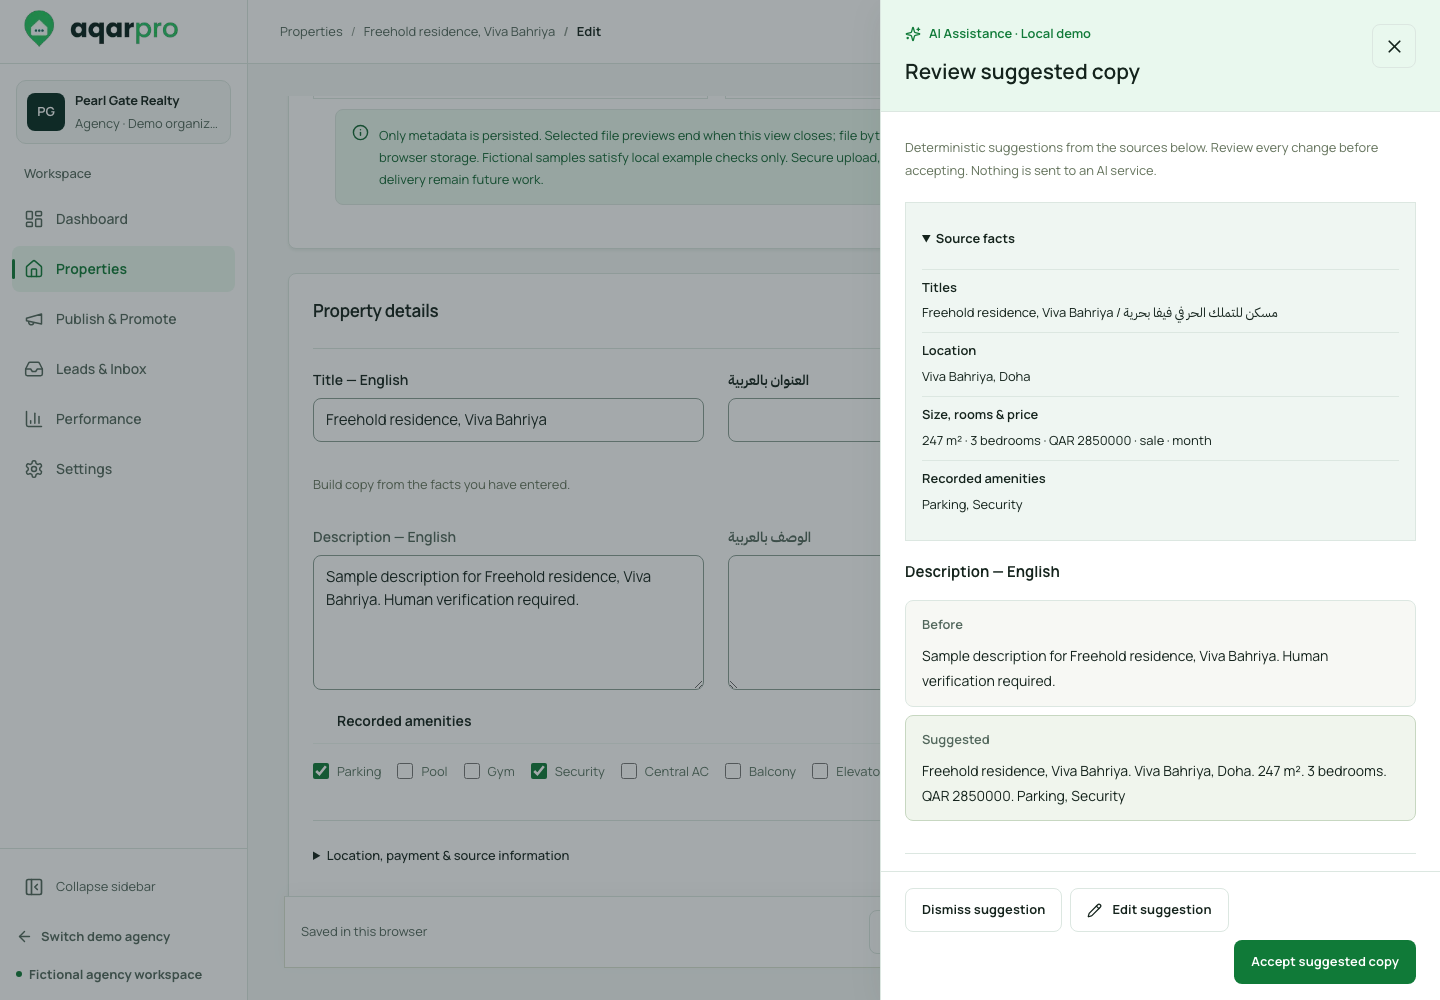 aqarpro
PG
Pearl Gate Realty
Agency · Demo organiz...
Workspace
Dashboard
Properties
Publish & Promote
Leads & Inbox
Performance
Settings
Collapse sidebar
Switch demo agency
Fictional agency workspace
Properties / Freehold residence, Viva Bahriya / Edit
Only metadata is persisted. Selected file previews end when this view closes; file byt
browser storage. Fictional samples satisfy local example checks only. Secure upload,
delivery remain future work.
Property details
Title — English
العنوان بالعربية
Freehold residence, Viva Bahriya
Build copy from the facts you have entered.
Description — English
الوصف بالعربية
Sample description for Freehold residence, Viva
Bahriya. Human verification required.
Recorded amenities
Parking Pool Gym Security Central AC Balcony Elevato
Location, payment & source information
Saved in this browser
AI Assistance · Local demo
Review suggested copy
Deterministic suggestions from the sources below. Review every change before
accepting. Nothing is sent to an AI service.
Source facts
Titles
Freehold residence, Viva Bahriya / مسكن للتملك الحر في فيفا بحرية
Location
Viva Bahriya, Doha
Size, rooms & price
247 m² · 3 bedrooms · QAR 2850000 · sale · month
Recorded amenities
Parking, Security
Description — English
Before
Sample description for Freehold residence, Viva Bahriya. Human
verification required.
Suggested
Freehold residence, Viva Bahriya. Viva Bahriya, Doha. 247 m². 3 bedrooms.
QAR 2850000. Parking, Security
Dismiss suggestion
Edit suggestion
Accept suggested copy